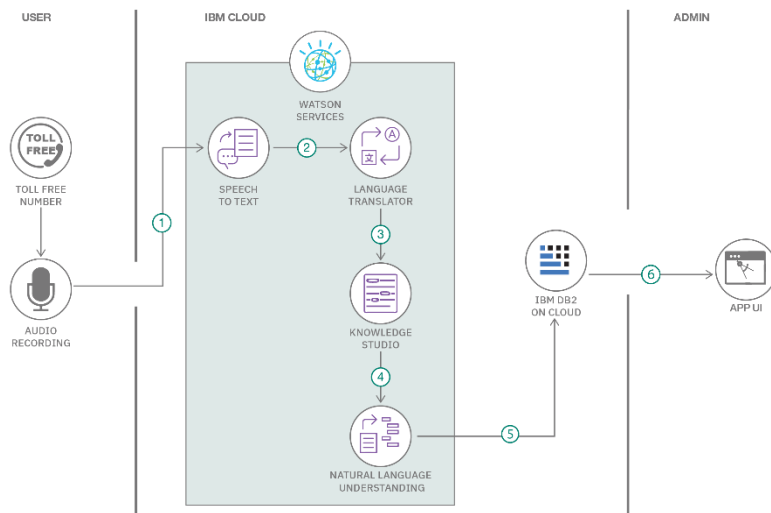 USER
IBM CLOUD
ADMIN
WATSON
SERVICES
TOLL
FREE
TOLL FREE
NUMBER
AUDIO
RECORDING
1
SPEECH
TO TEXT
2
A
文
LANGUAGE
TRANSLATOR
3
KNOWLEDGE
STUDIO
4
NATURAL LANGUAGE
UNDERSTANDING
5
IBM DB2
ON CLOUD
6
APP UI